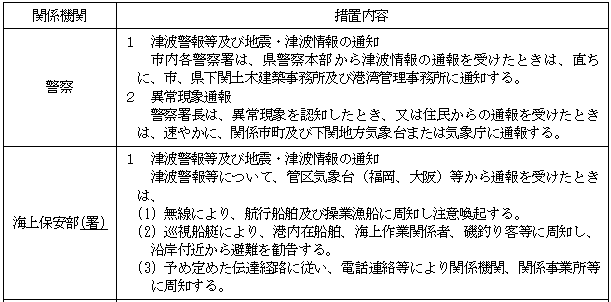 関係機関
措置内容
警察
1 津波警報等及び地震・津波情報の通知
市内各警察署は、県警察本部から津波情報の通報を受けたときは、直ち
に、市、県下関土木建築事務所及び港湾管理事務所に通知する。
2 異常現象通報
警察署長は、異常現象を認知したとき、又は住民からの通報を受けたとき
は、速やかに、関係市町及び下関地方気象台または気象庁に通報する。
海上保安部(署)
1 津波警報等及び地震・津波情報の通知
津波警報等について、管区気象台（福岡、大阪）等から通報を受けたとき
は、
(1) 無線により、航行船舶及び操業漁船に周知し注意喚起する。
(2) 巡視船艇により、港内在船舶、海上作業関係者、磯釣り客等に周知し、
沿岸付近から避難を勧告する。
(3) 予め定めた伝達経路に従い、電話連絡等により関係機関、関係事業所等
に周知する。